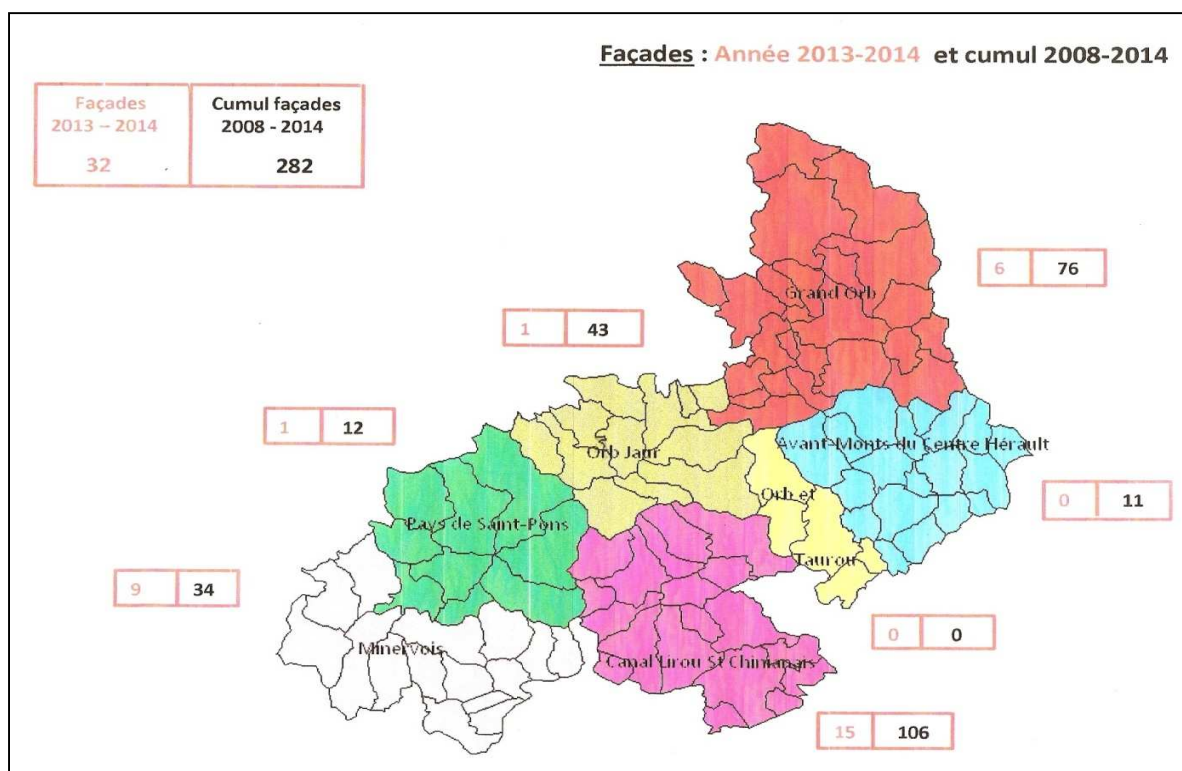 Façades : Année 2013-2014 et cumul 2008-2014
Façades
2013 – 2014
32
Cumul façades
2008 - 2014
282
6 76
Grand Orb
1 43
1 12
Orb Jaur
Avant-Monts du Centre Hérault
Orb et
0 11
Pays de Saint-Pons
Taurou
9 34
0 0
Minervois
Canal Lirou St Chinianais
15 106